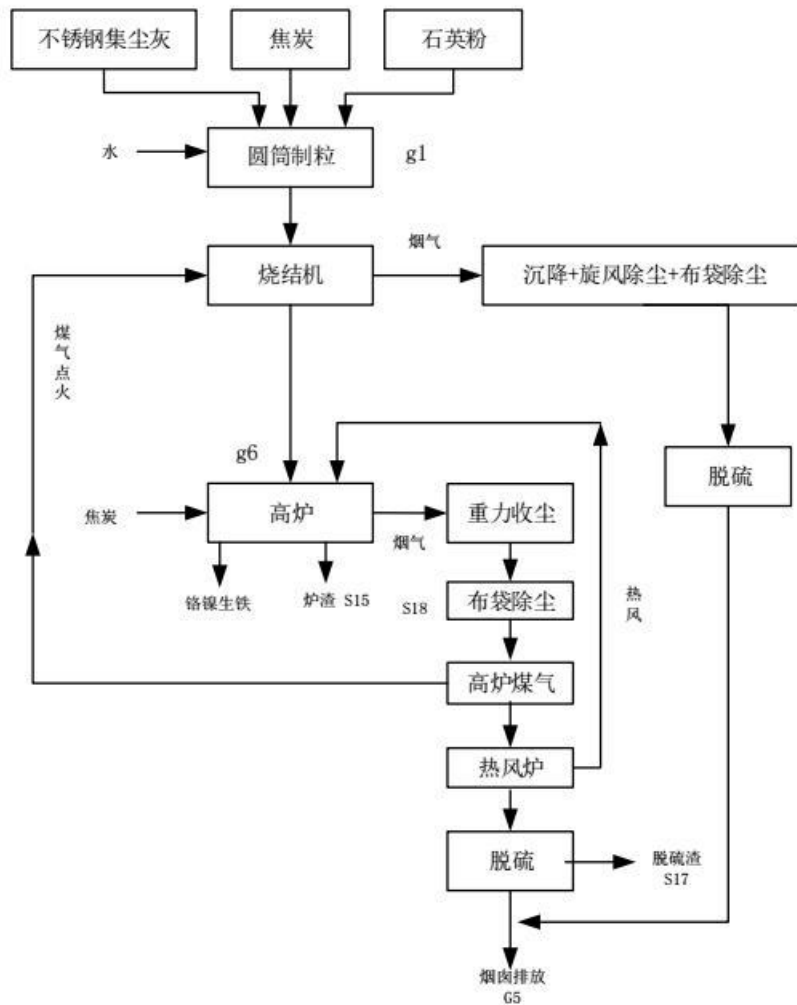 不锈钢集尘灰
焦炭
石英粉
水
圆筒制粒
g1
烟气
烧结机
沉降+旋风除尘+布袋除尘
煤
气
点
火
g6
脱硫
焦炭
高炉
烟气
重力收尘
铬镍生铁
炉渣 S15
S18
布袋除尘
热
风
高炉煤气
热风炉
脱硫
脱硫渣
S17
烟囱排放
G5